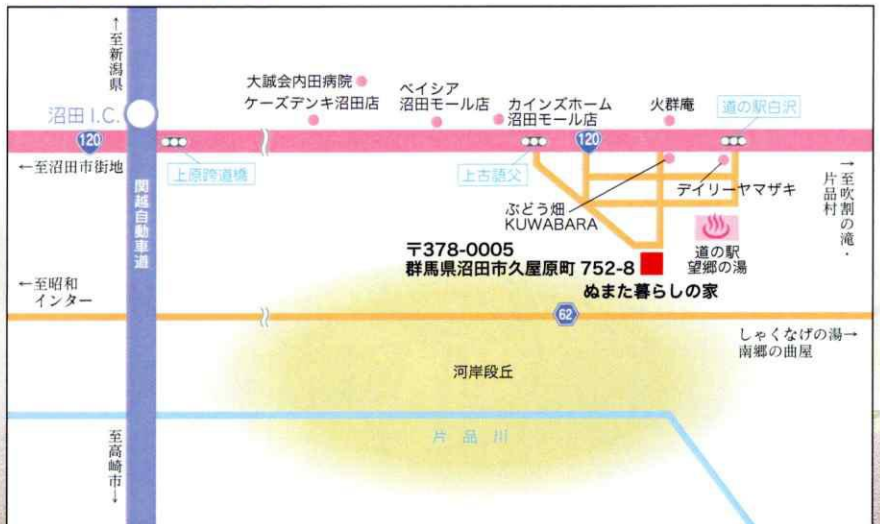 ←至新潟県
沼田 I.C.
120
←至沼田市街地
上原跨道橋
関越自動車道
大誠会内田病院
ケーズデンキ沼田店
ベイシア
沼田モール店
カインズホーム
沼田モール店
上古語父
120
火群庵
道の駅白沢
デイリーヤマザキ
→至吹割の滝・
片品村
ぶどう畑
KUWABARA
道の駅
望郷の湯
〒378-0005
群馬県沼田市久屋原町 752-8
ぬまた暮らしの家
←至昭和
インター
62
しゃくなげの湯→
南郷の曲屋
河岸段丘
片品川
至高崎市→